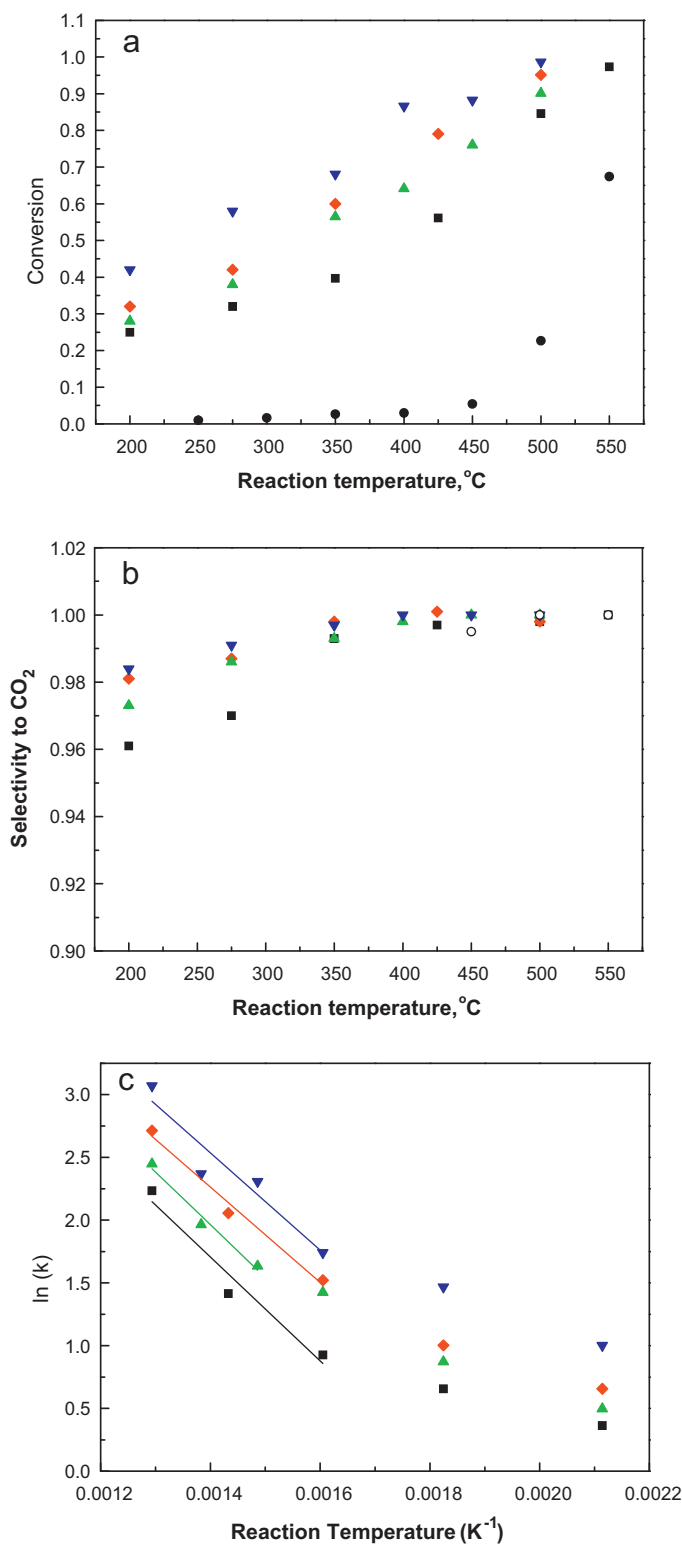 a
1.1
1.0
0.9
0.8
0.7
0.6
0.5
0.4
0.3
0.2
0.1
0.0
Conversion
200 250 300 350 400 450 500 550
Reaction temperature,°C
b
1.02
1.00
0.98
0.96
0.94
0.92
0.90
Selectivity to CO₂
200 250 300 350 400 450 500 550
Reaction temperature,°C
c
3.0
2.5
2.0
1.5
1.0
0.5
0.0
ln (k)
0.0012 0.0014 0.0016 0.0018 0.0020 0.0022
Reaction Temperature (K⁻¹)